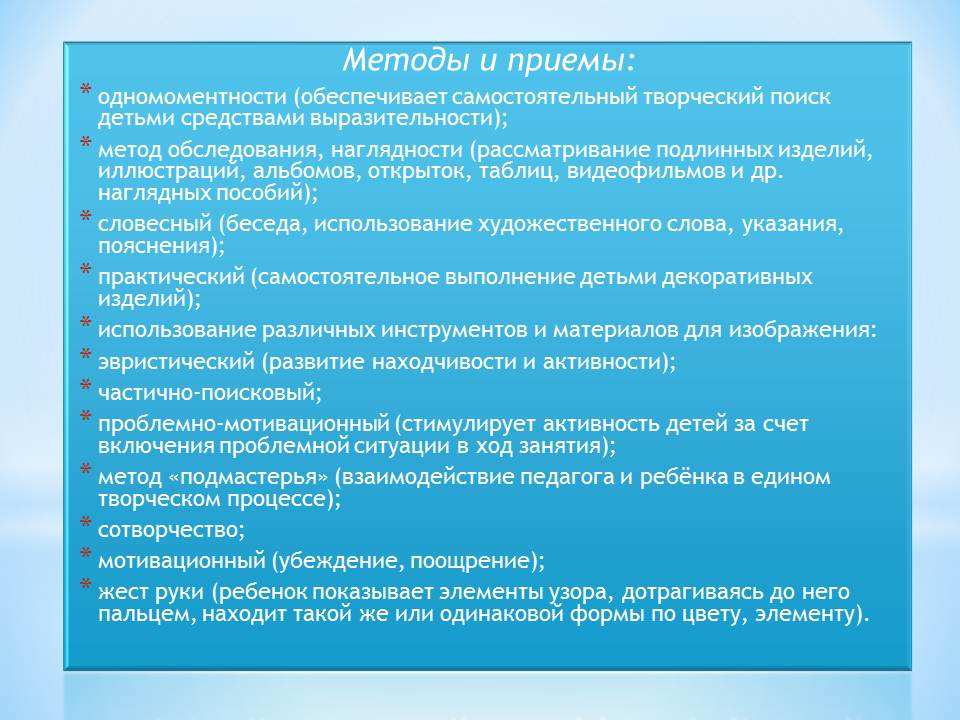 Методы и приемы:
* одномоментности (обеспечивает самостоятельный творческий поиск
детьми средствами выразительности);
* метод обследования, наглядности (рассматривание подлинных изделий,
иллюстраций, альбомов, открыток, таблиц, видеофильмов и др.
наглядных пособий);
* словесный (беседа, использование художественного слова, указания,
пояснения);
* практический (самостоятельное выполнение детьми декоративных
изделий);
* использование различных инструментов и материалов для изображения:
* эвристический (развитие находчивости и активности);
* частично-поисковый;
* проблемно-мотивационный (стимулирует активность детей за счет
включения проблемной ситуации в ход занятия);
* метод «подмастерья» (взаимодействие педагога и ребёнка в едином
творческом процессе);
* сотворчество;
* мотивационный (убеждение, поощрение);
* жест руки (ребенок показывает элементы узора, дотрагиваясь до него
пальцем, находит такой же или одинаковой формы по цвету, элементу).